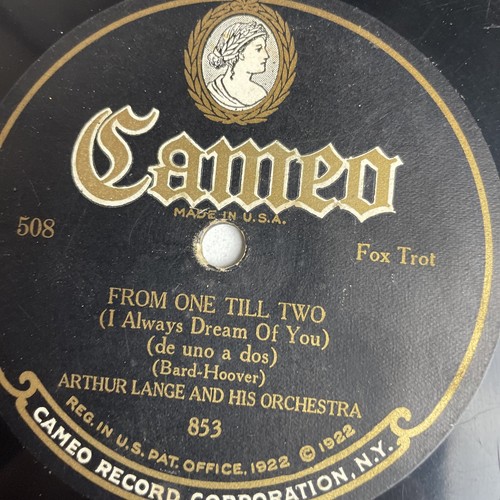 Cameo
MADE IN U.S.A.
508
Fox Trot
FROM ONE TILL TWO
(I Always Dream Of You)
(de uno a dos)
(Bard-Hoover)
ARTHUR LANGE AND HIS ORCHESTRA
853
REG. IN U.S. PAT. OFFICE, 1922 © 1922
CAMEO RECORD CORPORATION, N.Y.